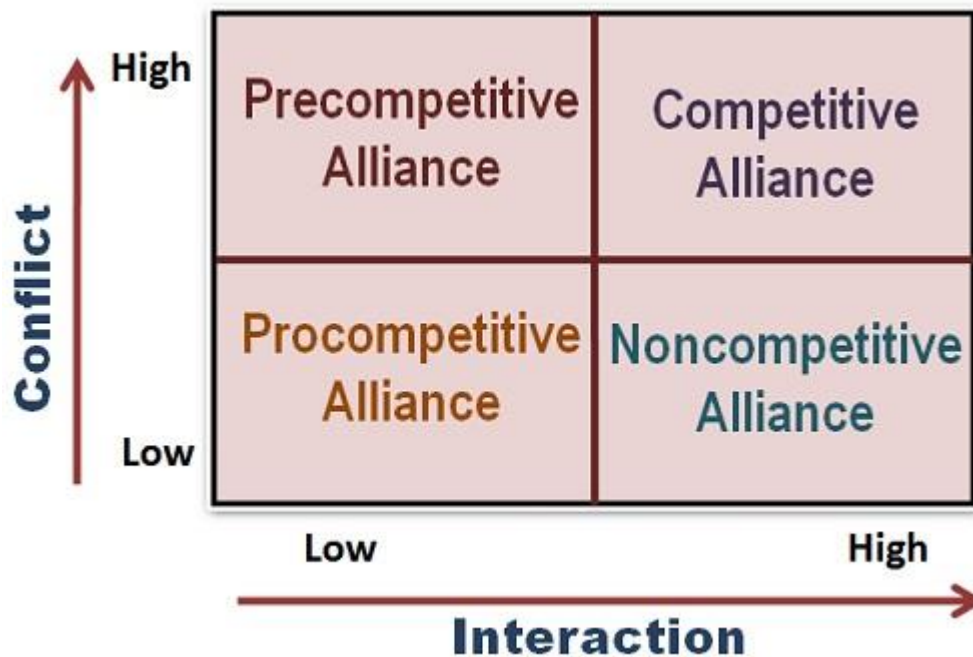 High
Precompetitive
Alliance
Competitive
Alliance
Conflict
Procompetitive
Alliance
Noncompetitive
Alliance
Low
Low
High
Interaction